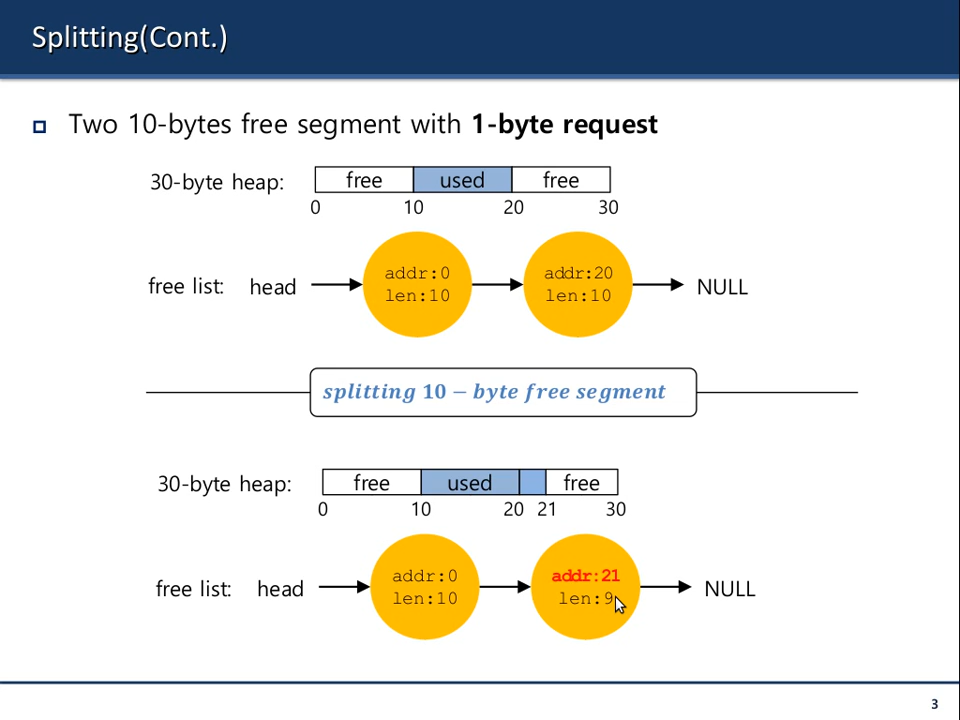 Splitting(Cont.)
Two 10-bytes free segment with 1-byte request
30-byte heap: free used free
0 10 20 30
free list: head addr:0 len:10 addr:20 len:10 NULL
splitting 10 − byte free segment
30-byte heap: free used free
0 10 20 21 30
free list: head addr:0 len:10 addr:21 len:9 NULL
3